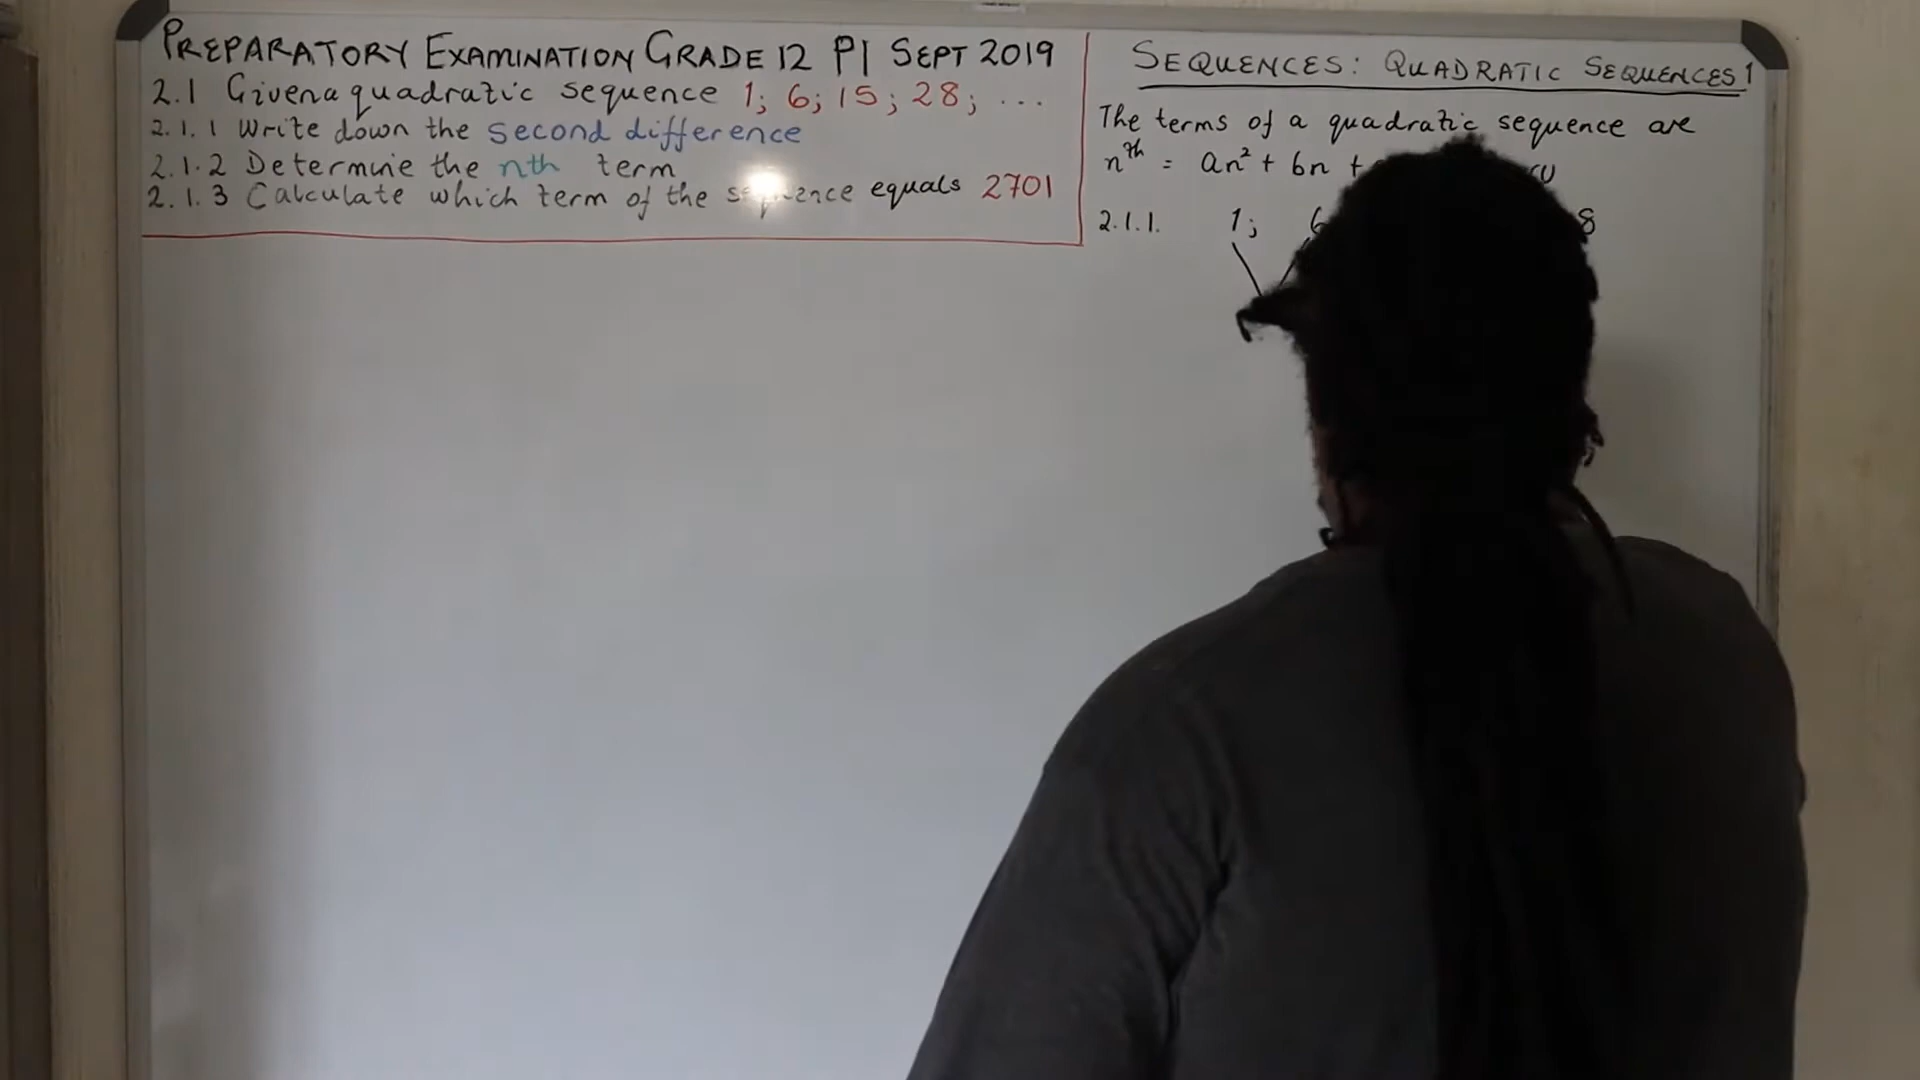 PREPARATORY EXAMINATION GRADE 12 P1 SEPT 2019
2.1 Given a quadratic sequence 1; 6; 15; 28; ...
2.1.1 Write down the second difference
2.1.2 Determine the nth term
2.1.3 Calculate which term of the sequence equals 2701
SEQUENCES: QUADRATIC SEQUENCES 1
The terms of a quadratic sequence are
nth = an² + bn +
2.1.1. 1; 6 8